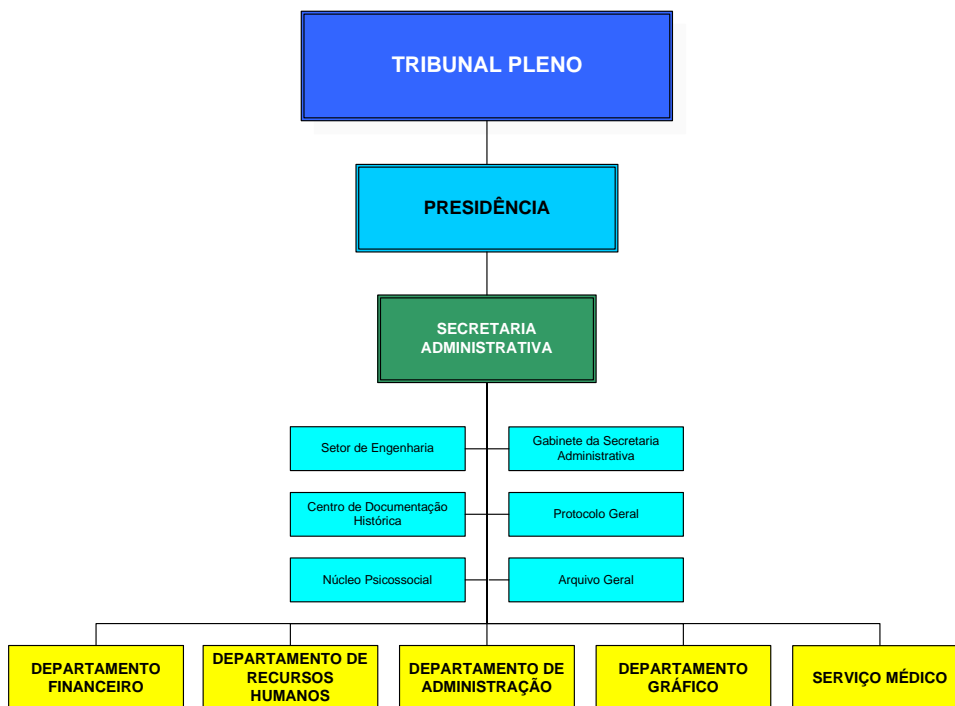 TRIBUNAL PLENO
PRESIDÊNCIA
SECRETARIA
ADMINISTRATIVA
Setor de Engenharia
Gabinete da Secretaria
Administrativa
Centro de Documentação
Histórica
Protocolo Geral
Núcleo Psicossocial
Arquivo Geral
DEPARTAMENTO
FINANCEIRO
DEPARTAMENTO DE
RECURSOS
HUMANOS
DEPARTAMENTO DE
ADMINISTRAÇÃO
DEPARTAMENTO
GRÁFICO
SERVIÇO MÉDICO